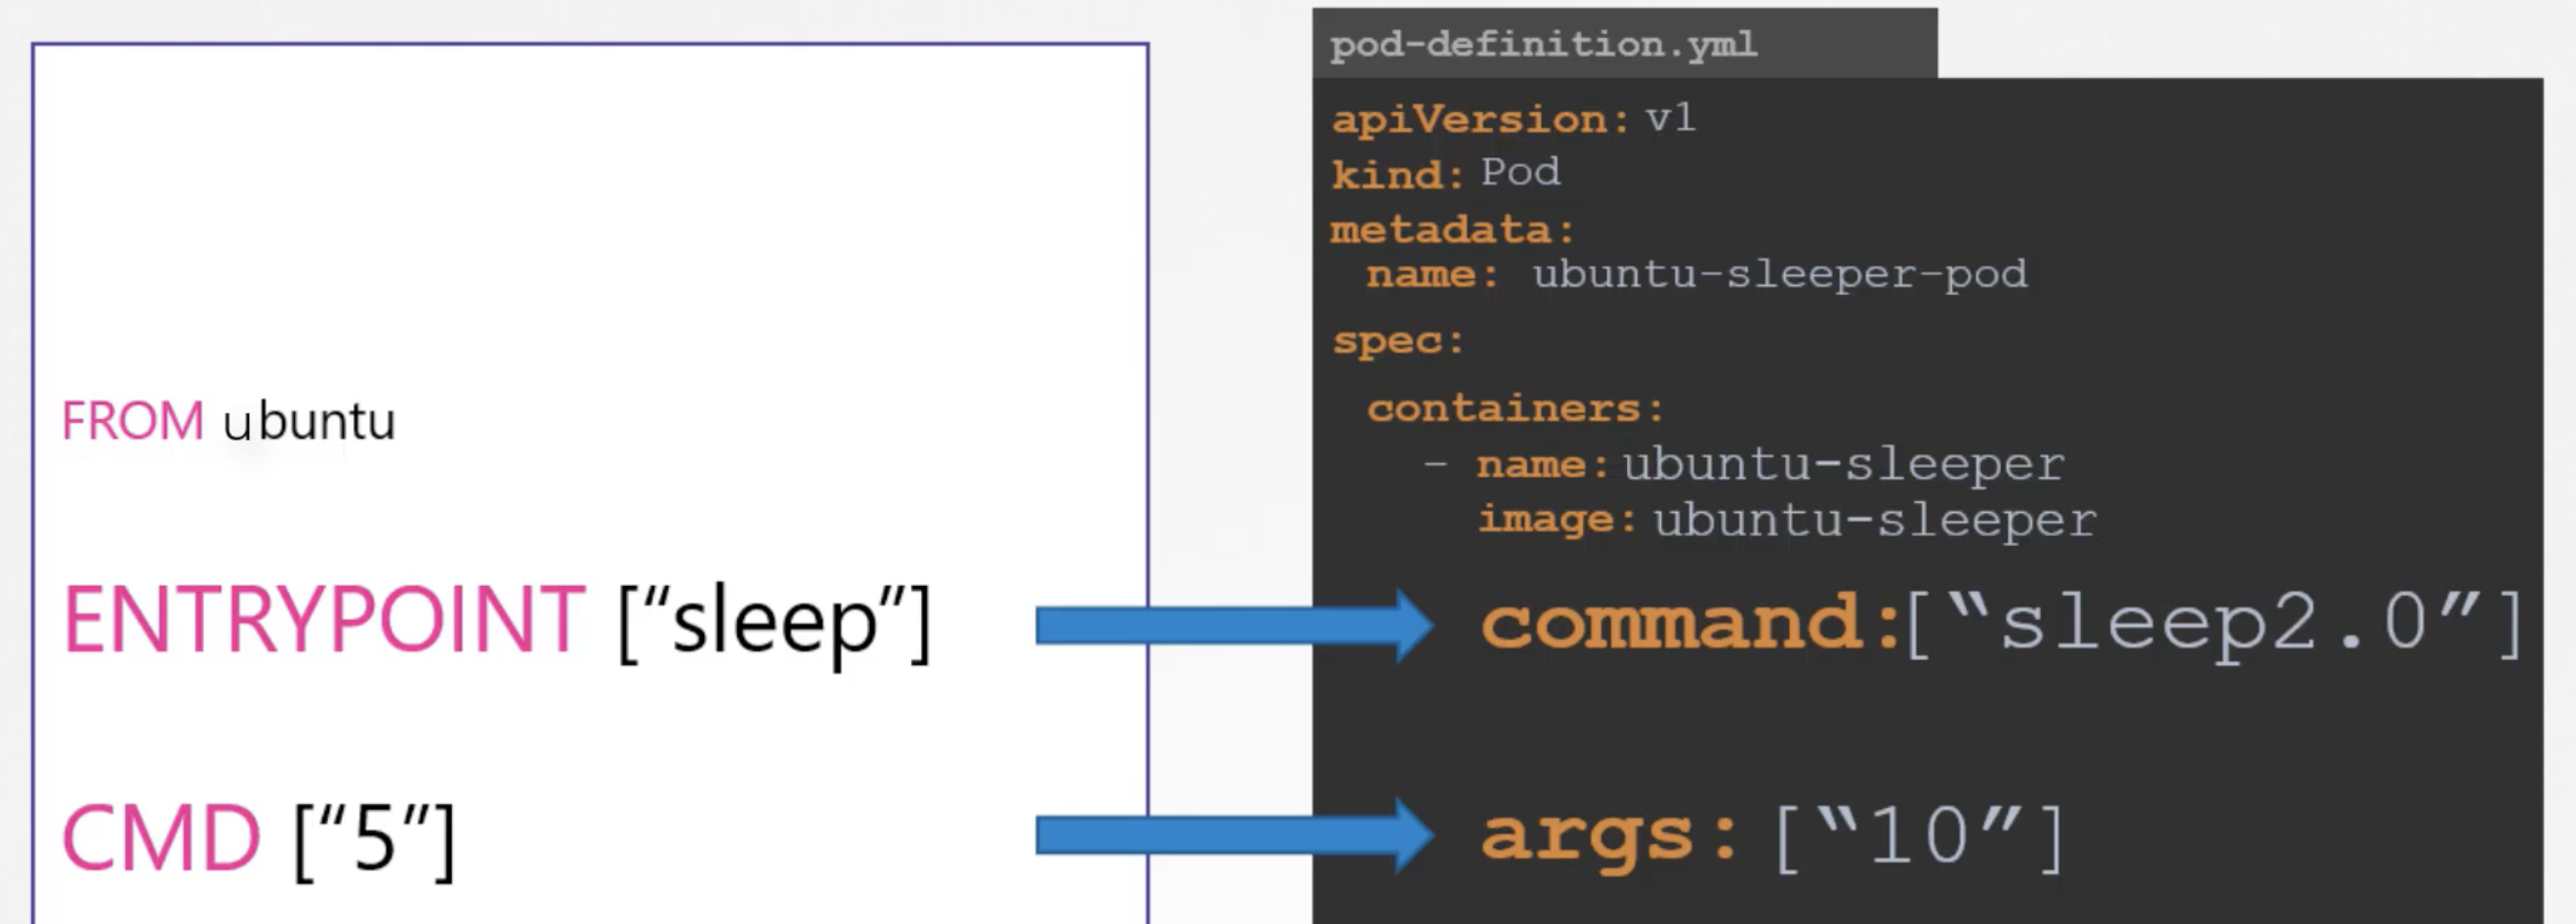 FROM ubuntu
ENTRYPOINT [“sleep”]
CMD [“5”]
pod-definition.yml
apiVersion: v1
kind: Pod
metadata:
name: ubuntu-sleeper-pod
spec:
containers:
- name: ubuntu-sleeper
image: ubuntu-sleeper
command:[“sleep2.0”]
args: [“10”]